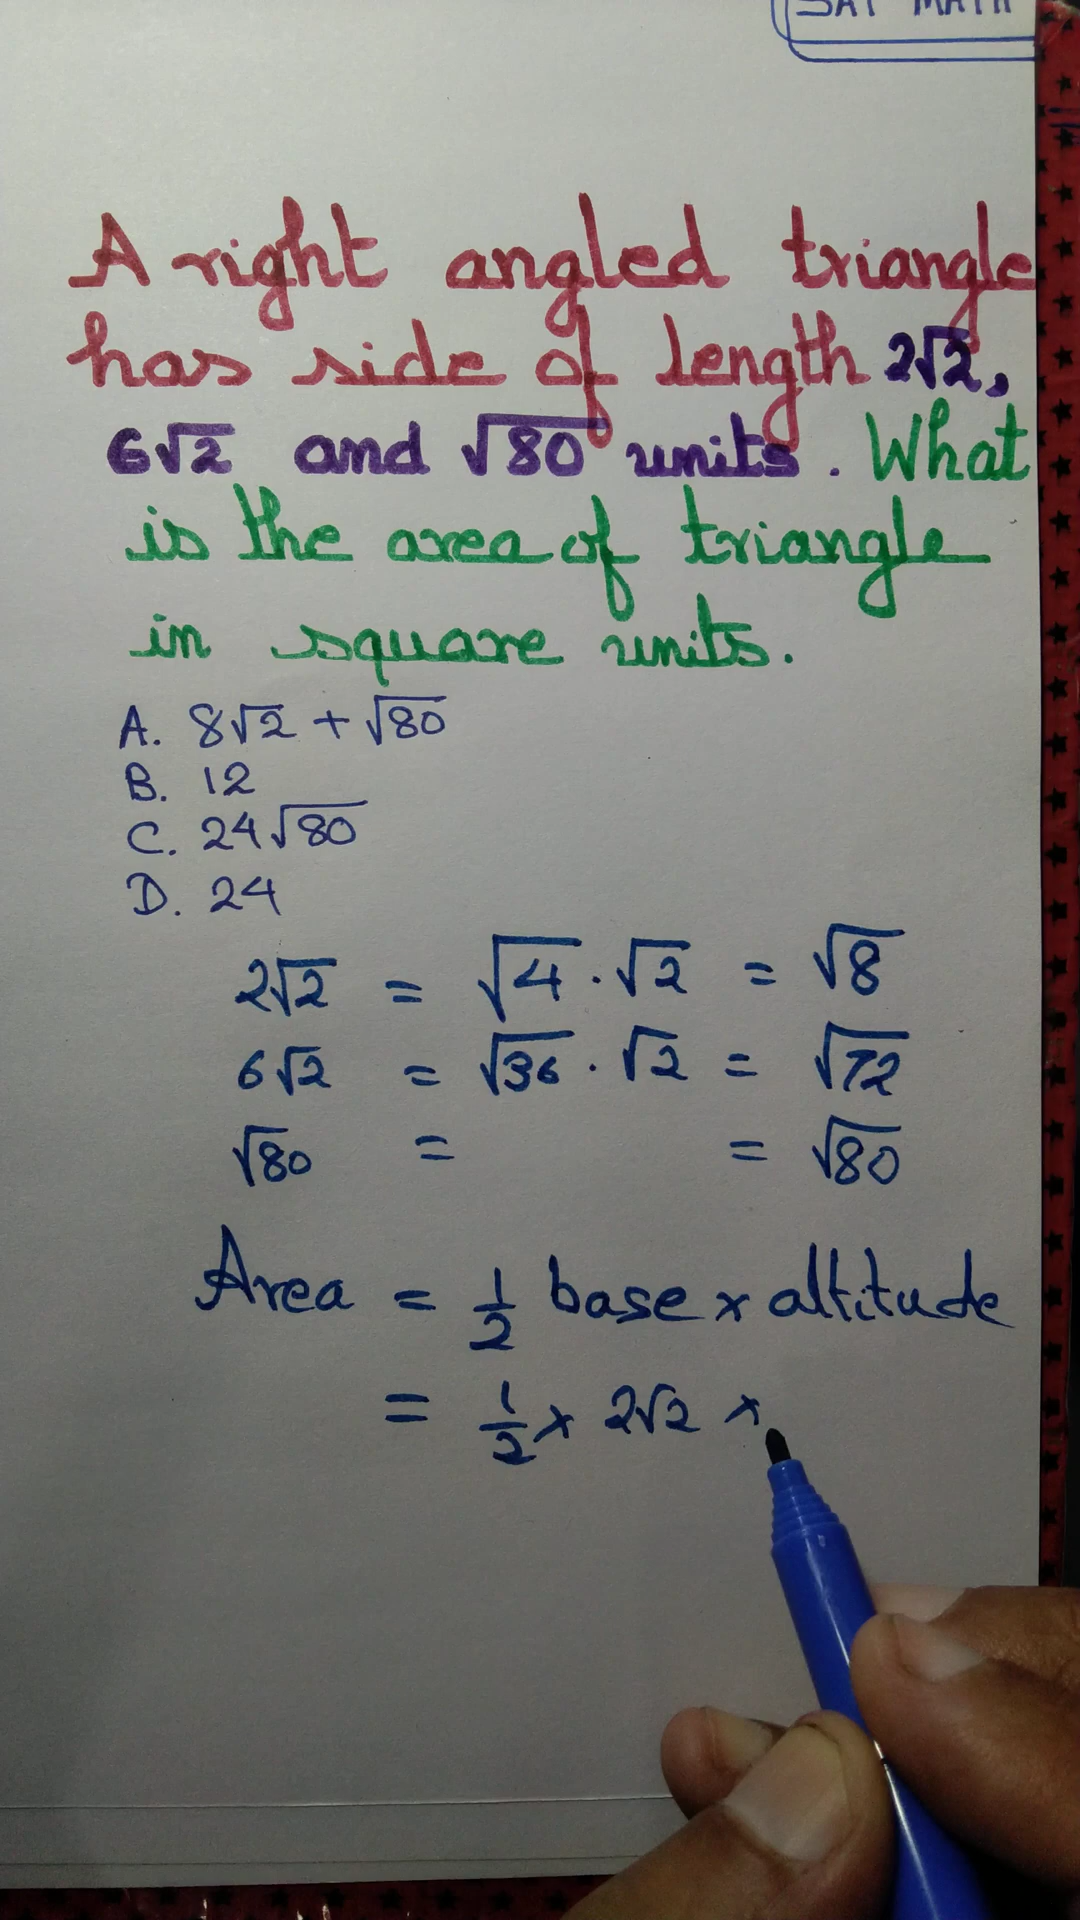 SAT MATH
A right angled triangle
has side of length 2√2,
6√2 and √80 units. What
is the area of triangle
in square units.
A. 8√2 + √80
B. 12
C. 24√80
D. 24
2√2 = √4 . √2 = √8
6√2 = √36 . √2 = √72
√80 = = √80
Area = 1/2 base × altitude
= 1/2 × 2√2 ×